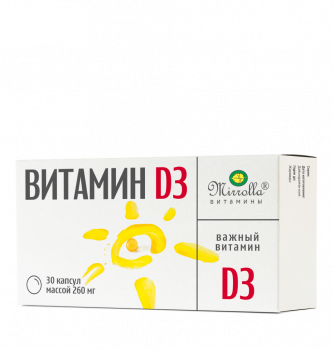 ВИТАМИН D3
30 капсул
массой 260 мг
Mirrolla®
ВИТАМИНЫ
ВАЖНЫЙ
ВИТАМИН
D3